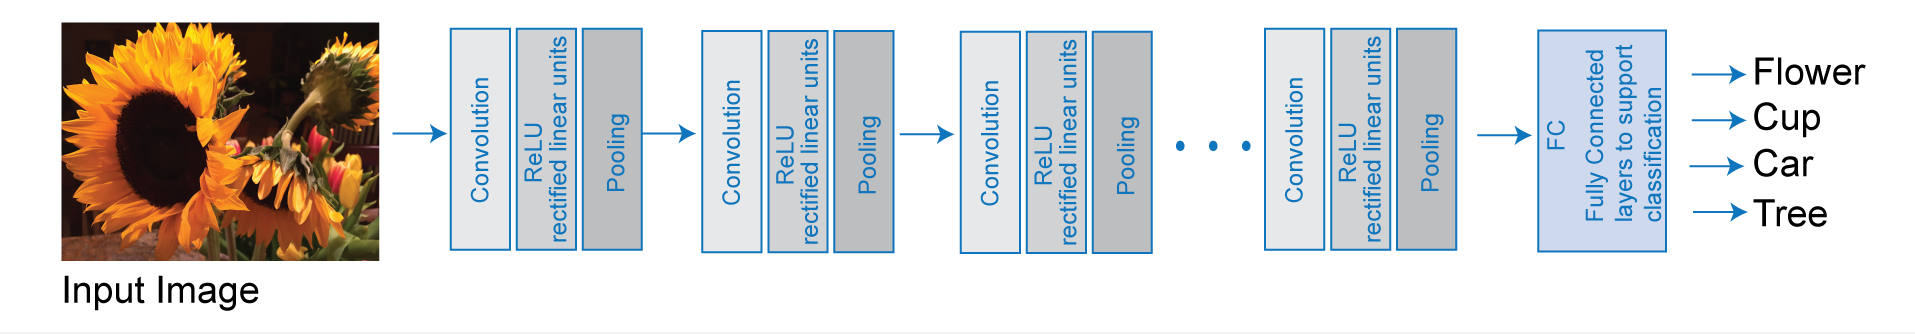 Input Image
Convolution
ReLU
rectified linear units
Pooling
Convolution
ReLU
rectified linear units
Pooling
Convolution
ReLU
rectified linear units
Pooling
Convolution
ReLU
rectified linear units
Pooling
FC
Fully Connected
layers to support
classification
Flower
Cup
Car
Tree